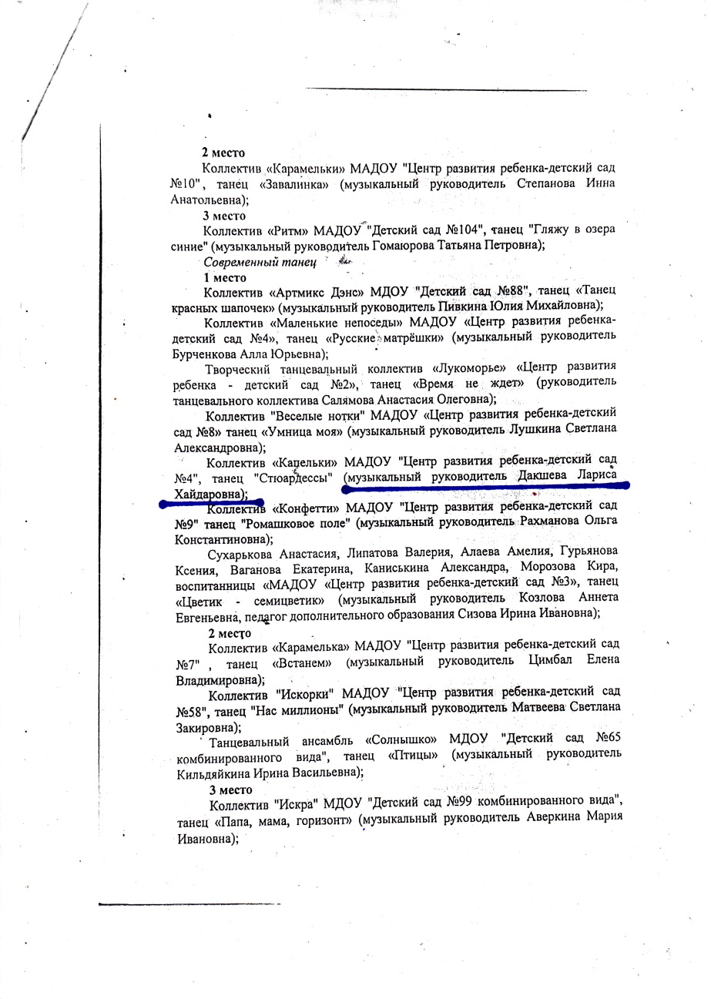 2 место
Коллектив «Карамельки» МАДОУ "Центр развития ребенка-детский сад
№10", танец «Завалинка» (музыкальный руководитель Степанова Инна
Анатольевна);
3 место
Коллектив «Ритм» МАДОУ "Детский сад №104", танец "Гляжу в озера
синие" (музыкальный руководитель Гомаюрова Татьяна Петровна);
Современный танец
1 место
Коллектив «Артмикс Дэнс» МДОУ "Детский сад №88", танец «Танец
красных шапочек» (музыкальный руководитель Пивкина Юлия Михайловна);
Коллектив «Маленькие непоседы» МАДОУ «Центр развития ребенка-
детский сад №4», танец «Русские матрёшки» (музыкальный руководитель
Бурченкова Алла Юрьевна);
Творческий танцевальный коллектив «Лукоморье» «Центр развития
ребенка - детский сад №2», танец «Время не ждет» (руководитель
танцевального коллектива Салямова Анастасия Олеговна);
Коллектив "Веселые нотки" МАДОУ «Центр развития ребенка-детский
сад №8» танец «Умница моя» (музыкальный руководитель Лушкина Светлана
Александровна);
Коллектив «Капельки» МАДОУ "Центр развития ребенка-детский сад
№4", танец "Стюардессы" (музыкальный руководитель Дакшева Лариса
Хайдаровна);
Коллектив «Конфетти» МАДОУ "Центр развития ребенка-детский сад
№9" танец "Ромашковое поле" (музыкальный руководитель Рахманова Ольга
Константиновна);
Сухарькова Анастасия, Липатова Валерия, Алаева Амелия, Гурьянова
Ксения, Ваганова Екатерина, Каниськина Александра, Морозова Кира,
воспитанницы «МАДОУ «Центр развития ребенка-детский сад №3», танец
«Цветик - семицветик» (музыкальный руководитель Козлова Аннета
Евгеньевна, педагог дополнительного образования Сизова Ирина Ивановна);
2 место
Коллектив «Карамелька» МАДОУ "Центр развития ребенка-детский сад
№7" , танец «Встанем» (музыкальный руководитель Цимбал Елена
Владимировна);
Коллектив "Искорки" МАДОУ "Центр развития ребенка-детский сад
№58", танец "Нас миллионы" (музыкальный руководитель Матвеева Светлана
Закировна);
Танцевальный ансамбль «Солнышко» МДОУ "Детский сад №65
комбинированного вида", танец «Птицы» (музыкальный руководитель
Кильдяйкина Ирина Васильевна);
3 место
Коллектив "Искра" МДОУ "Детский сад №99 комбинированного вида",
танец «Папа, мама, горизонт» (музыкальный руководитель Аверкина Мария
Ивановна);